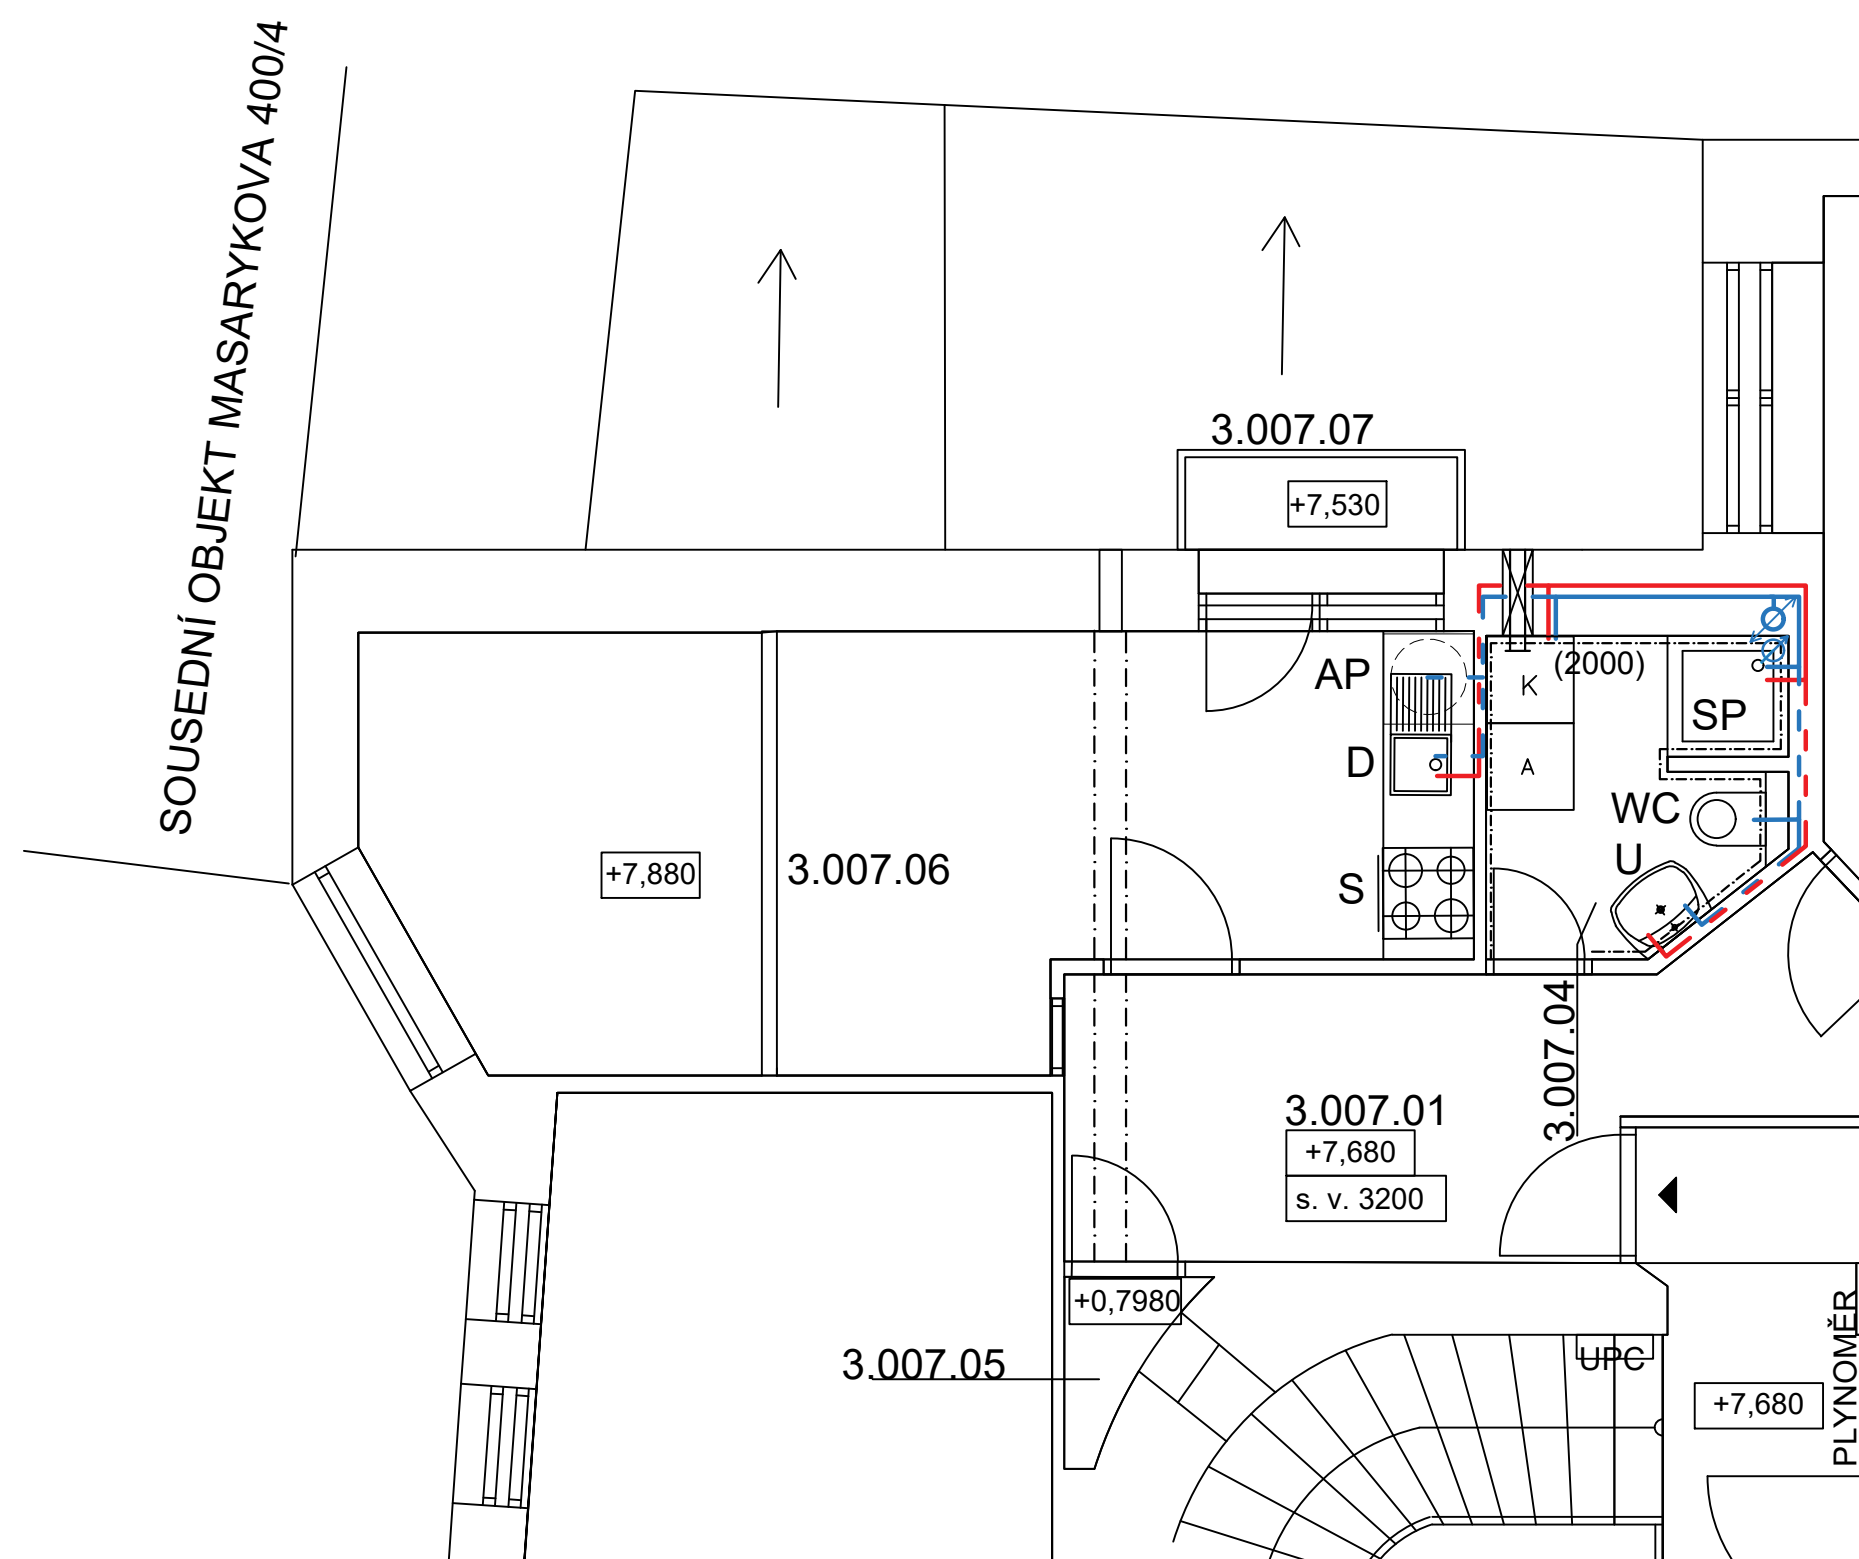 SOUSEDNÍ OBJEKT MASARYKOVA 400/4
3.007.07
+7,530
AP
K
(2000)
SP
D
A
WC
U
+7,880
3.007.06
S
3.007.04
3.007.01
+7,680
s. v. 3200
+0,7980
3.007.05
UPC
+7,680
PLYNOMĚR